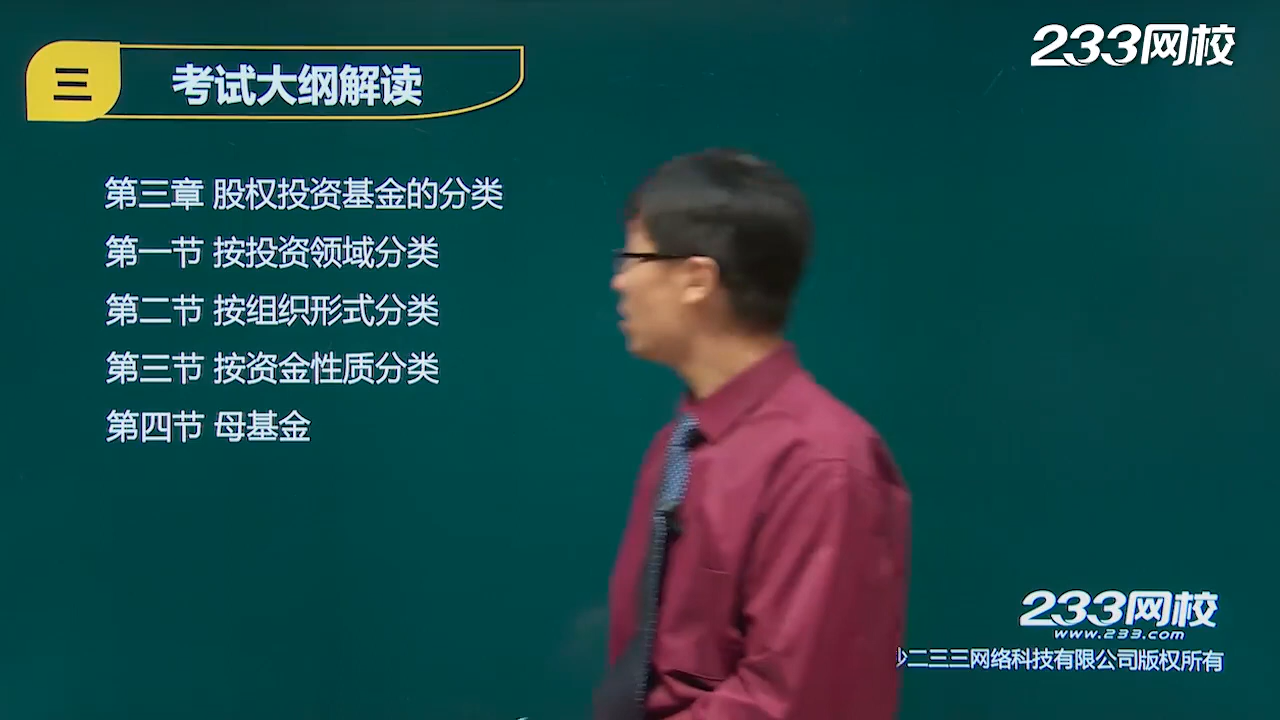 233网校
三 考试大纲解读
第三章 股权投资基金的分类
第一节 按投资领域分类
第二节 按组织形式分类
第三节 按资金性质分类
第四节 母基金
233网校
www.233.com
二三三网络科技有限公司版权所有